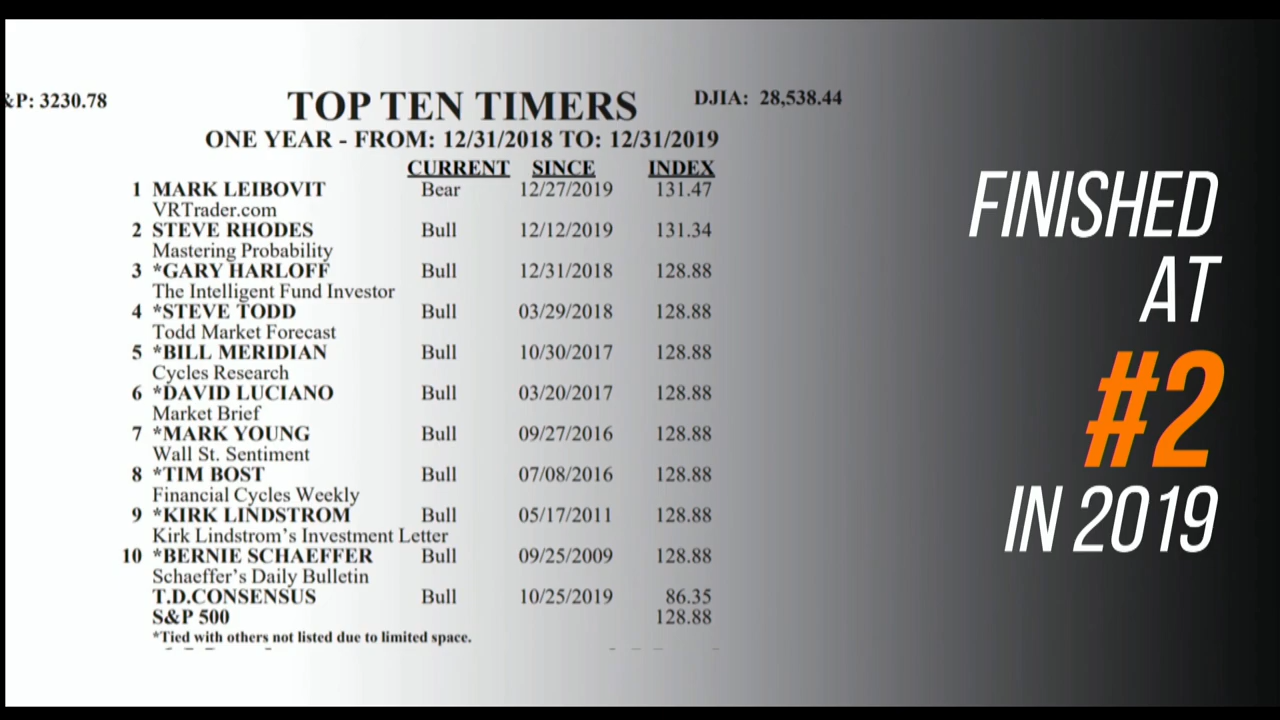 &P: 3230.78
TOP TEN TIMERS
DJIA: 28,538.44
ONE YEAR - FROM: 12/31/2018 TO: 12/31/2019
CURRENT SINCE INDEX
1 MARK LEIBOVIT Bear 12/27/2019 131.47
VRTrader.com
2 STEVE RHODES Bull 12/12/2019 131.34
Mastering Probability
3 *GARY HARLOFF Bull 12/31/2018 128.88
The Intelligent Fund Investor
4 *STEVE TODD Bull 03/29/2018 128.88
Todd Market Forecast
5 *BILL MERIDIAN Bull 10/30/2017 128.88
Cycles Research
6 *DAVID LUCIANO Bull 03/20/2017 128.88
Market Brief
7 *MARK YOUNG Bull 09/27/2016 128.88
Wall St. Sentiment
8 *TIM BOST Bull 07/08/2016 128.88
Financial Cycles Weekly
9 *KIRK LINDSTROM Bull 05/17/2011 128.88
Kirk Lindstrom's Investment Letter
10 *BERNIE SCHAEFFER Bull 09/25/2009 128.88
Schaeffer's Daily Bulletin
T.D.CONSENSUS Bull 10/25/2019 86.35
S&P 500 128.88
*Tied with others not listed due to limited space.
FINISHED
AT
#2
IN 2019